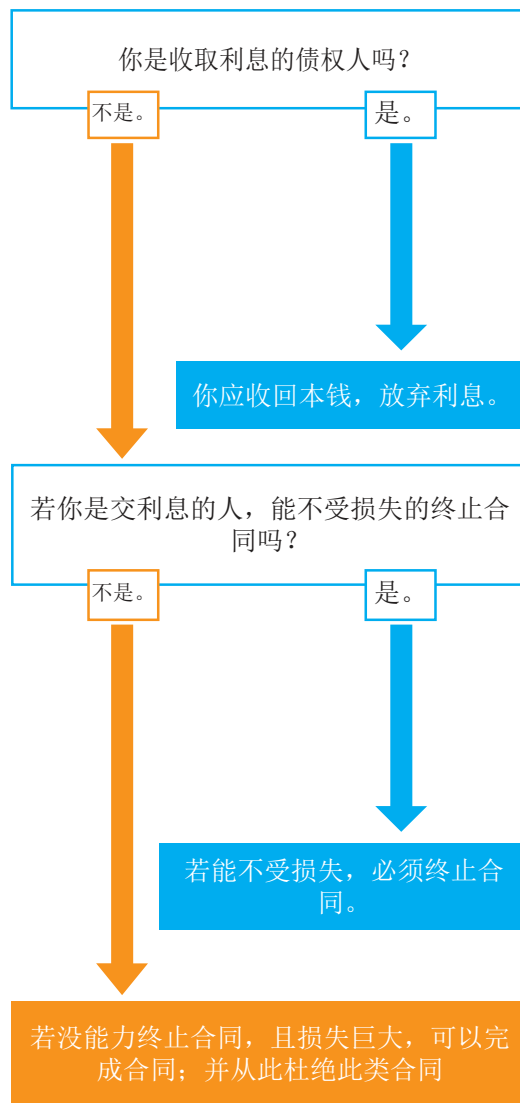 你是收取利息的债权人吗？
不是。
是。
你应收回本钱，放弃利息。
若你是交利息的人，能不受损失的终止合
同吗？
不是。
是。
若能不受损失，必须终止合
同。
若没能力终止合同，且损失巨大，可以完
成合同；并从此杜绝此类合同